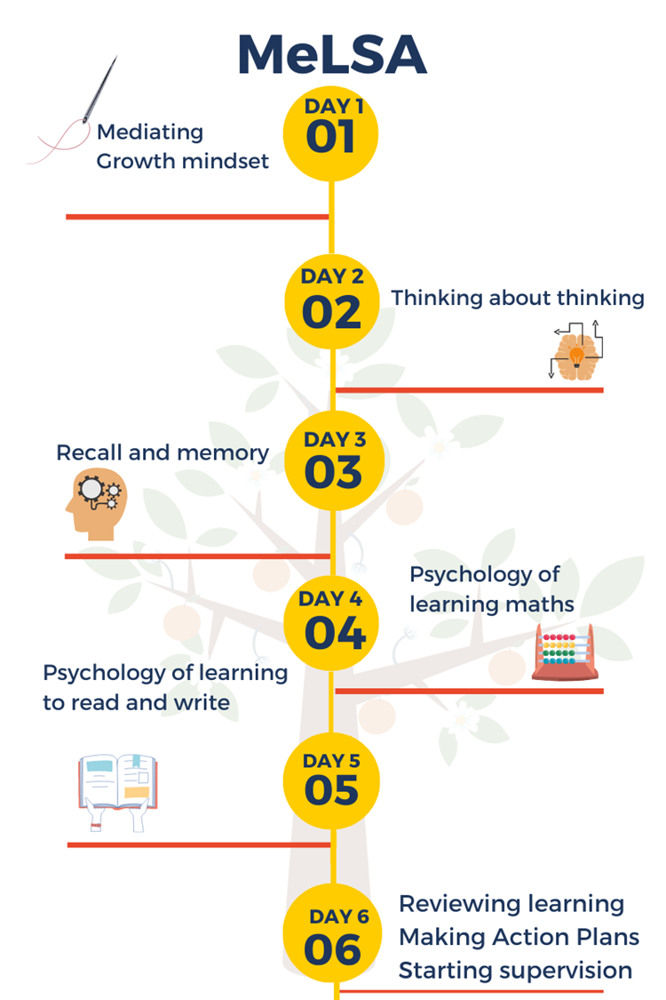 MeLSA
DAY 1
01
Mediating
Growth mindset
DAY 2
02
Thinking about thinking
DAY 3
03
Recall and memory
DAY 4
04
Psychology of
learning maths
Psychology of learning
to read and write
DAY 5
05
DAY 6
06
Reviewing learning
Making Action Plans
Starting supervision